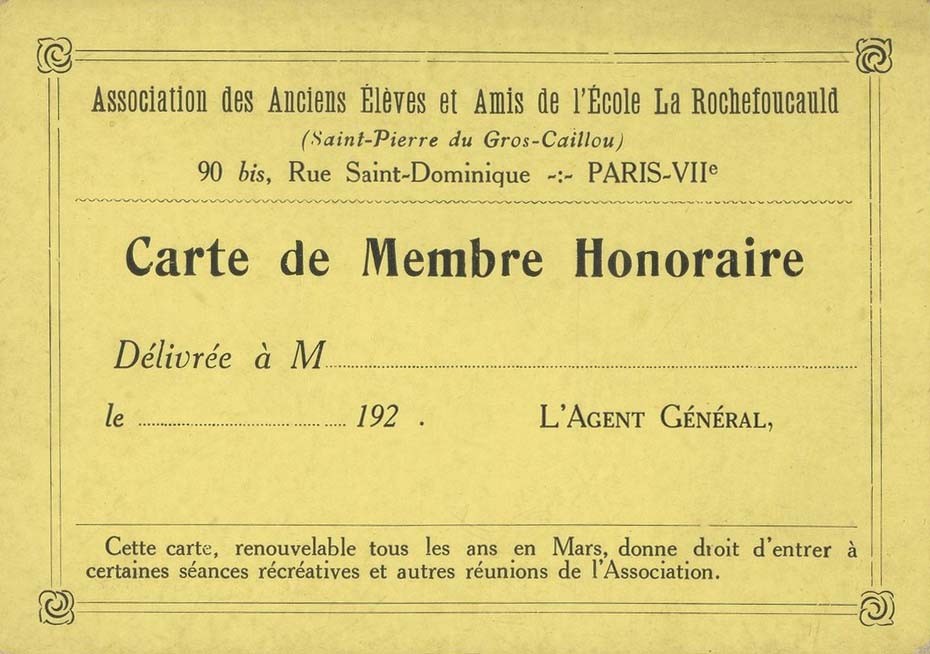 Association des Anciens Élèves et Amis de l'École La Rochefoucauld
(Saint-Pierre du Gros-Caillou)
90 bis, Rue Saint-Dominique -:- PARIS-VIIe
Carte de Membre Honoraire
Délivrée à M
le 192 . L'AGENT GÉNÉRAL,
Cette carte, renouvelable tous les ans en Mars, donne droit d'entrer à
certaines séances récréatives et autres réunions de l'Association.